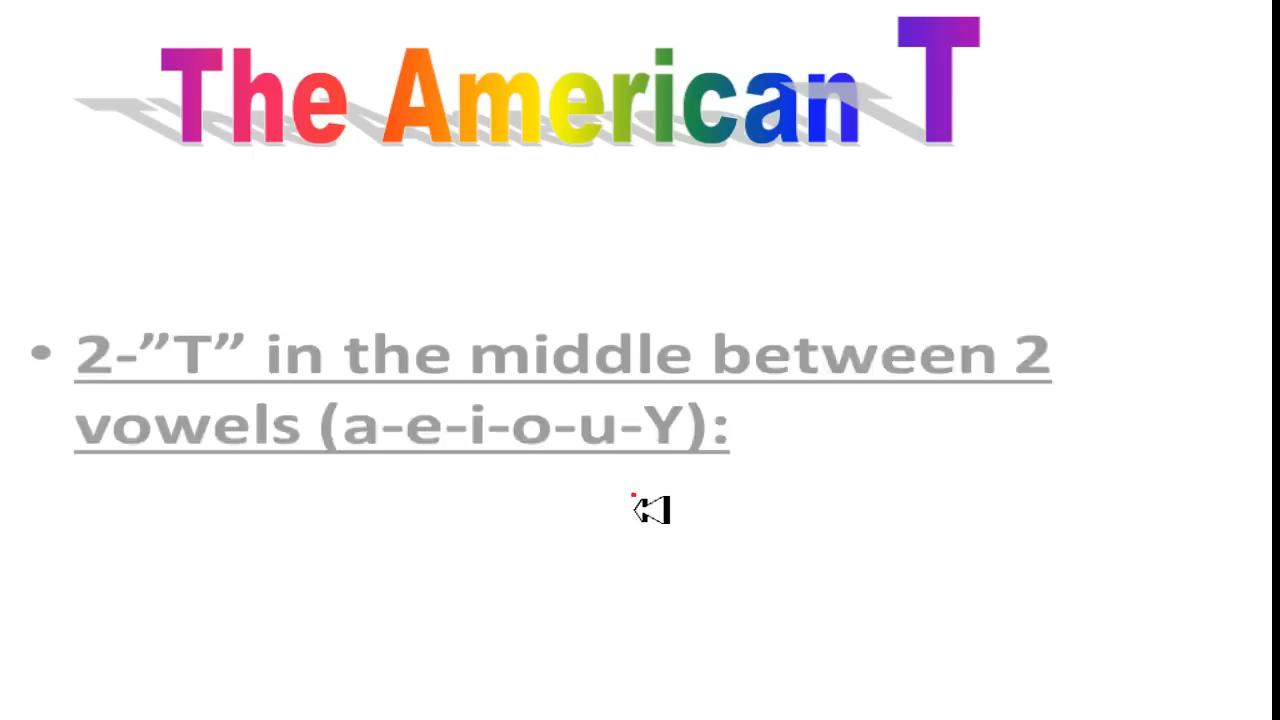 The American T
• 2-”T” in the middle between 2
vowels (a-e-i-o-u-Y):